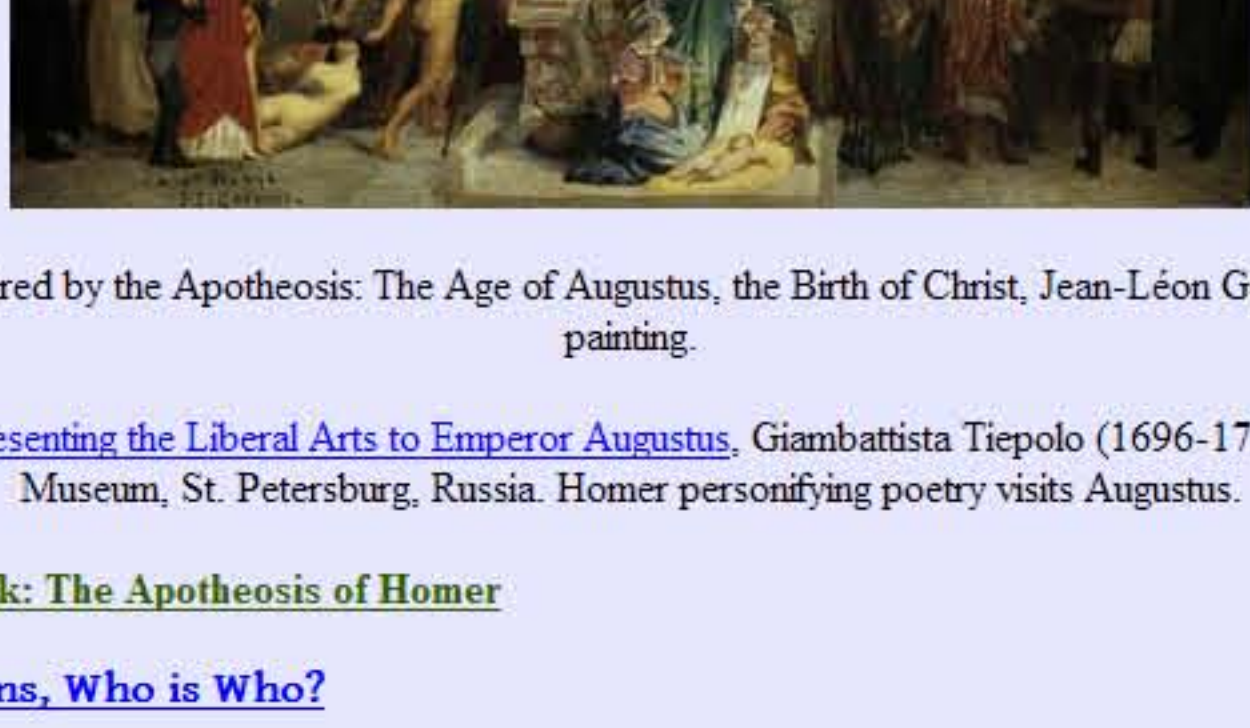 red by the Apotheosis: The Age of Augustus, the Birth of Christ, Jean-Léon G
painting.
esenting the Liberal Arts to Emperor Augustus, Giambattista Tiepolo (1696-17
Museum, St. Petersburg, Russia. Homer personifying poetry visits Augustus.
k: The Apotheosis of Homer
ns, Who is Who?